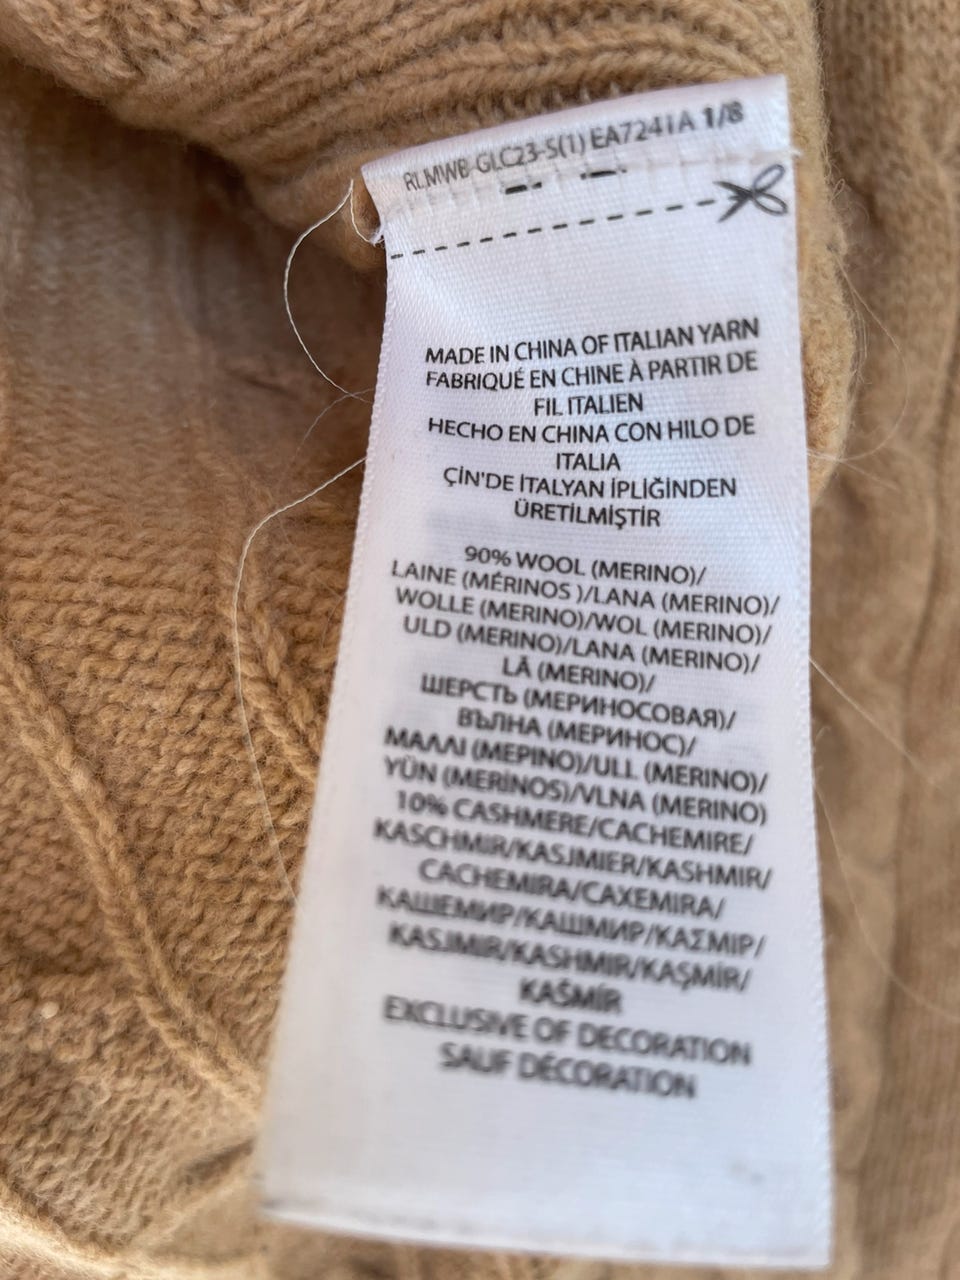 RLMWB-GLC23-S(1) EA7241A 1/8
MADE IN CHINA OF ITALIAN YARN
FABRIQUÉ EN CHINE À PARTIR DE
FIL ITALIEN
HECHO EN CHINA CON HILO DE
ITALIA
ÇİN'DE İTALYAN İPLİĞİNDEN
ÜRETİLMİŞTİR
90% WOOL (MERINO)/
LAINE (MÉRINOS )/LANA (MERINO)/
WOLLE (MERINO)/WOL (MERINO)/
ULD (MERINO)/LANA (MERINO)/
LÃ (MERINO)/
ШЕРСТЬ (МЕРИНОСОВАЯ)/
ВЪЛНА (МЕРИНОС)/
ΜΑΛΛΙ (ΜΕΡΙΝΟ)/ULL (MERINO)/
YÜN (MERİNOS)/VLNA (MERINO)
10% CASHMERE/CACHEMIRE/
KASCHMIR/KASJMIER/KASHMIR/
CACHEMIRA/CAXEMIRA/
КАШЕМИР/КАШМИР/ΚΑΣΜΙΡ/
KASJMIR/KASHMIR/KAŞMİR/
KAŠMÍR
EXCLUSIVE OF DECORATION
SAUF DÉCORATION